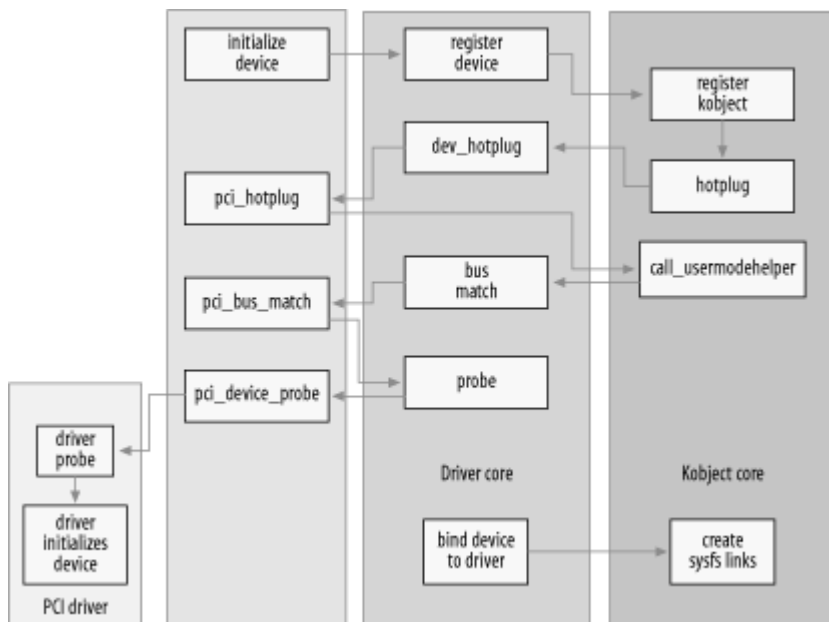 initialize
device
register
device
register
kobject
dev_hotplug
hotplug
pci_hotplug
call_usermodehelper
bus
match
pci_bus_match
probe
pci_device_probe
driver
probe
Driver core
Kobject core
driver
initializes
device
bind device
to driver
create
sysfs links
PCI driver